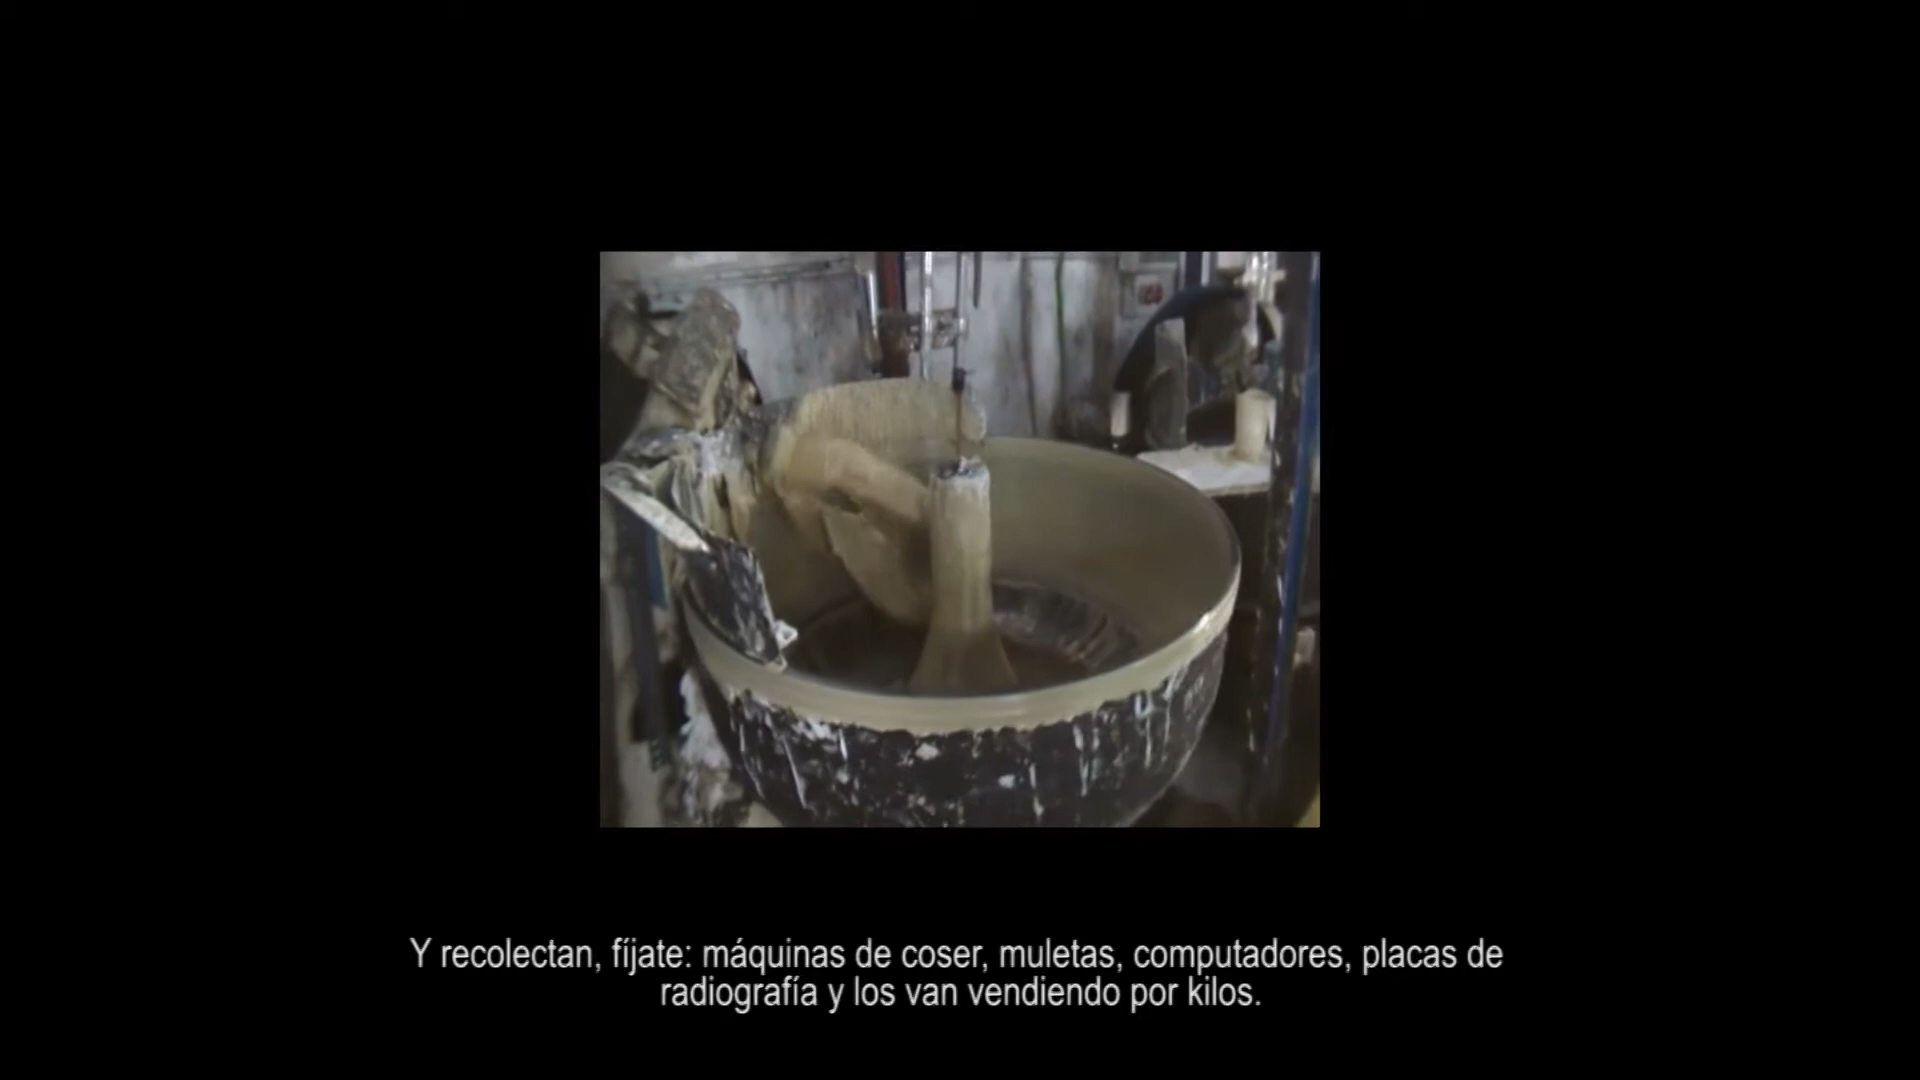 Y recolectan, fíjate: máquinas de coser, muletas, computadores, placas de
radiografía y los van vendiendo por kilos.